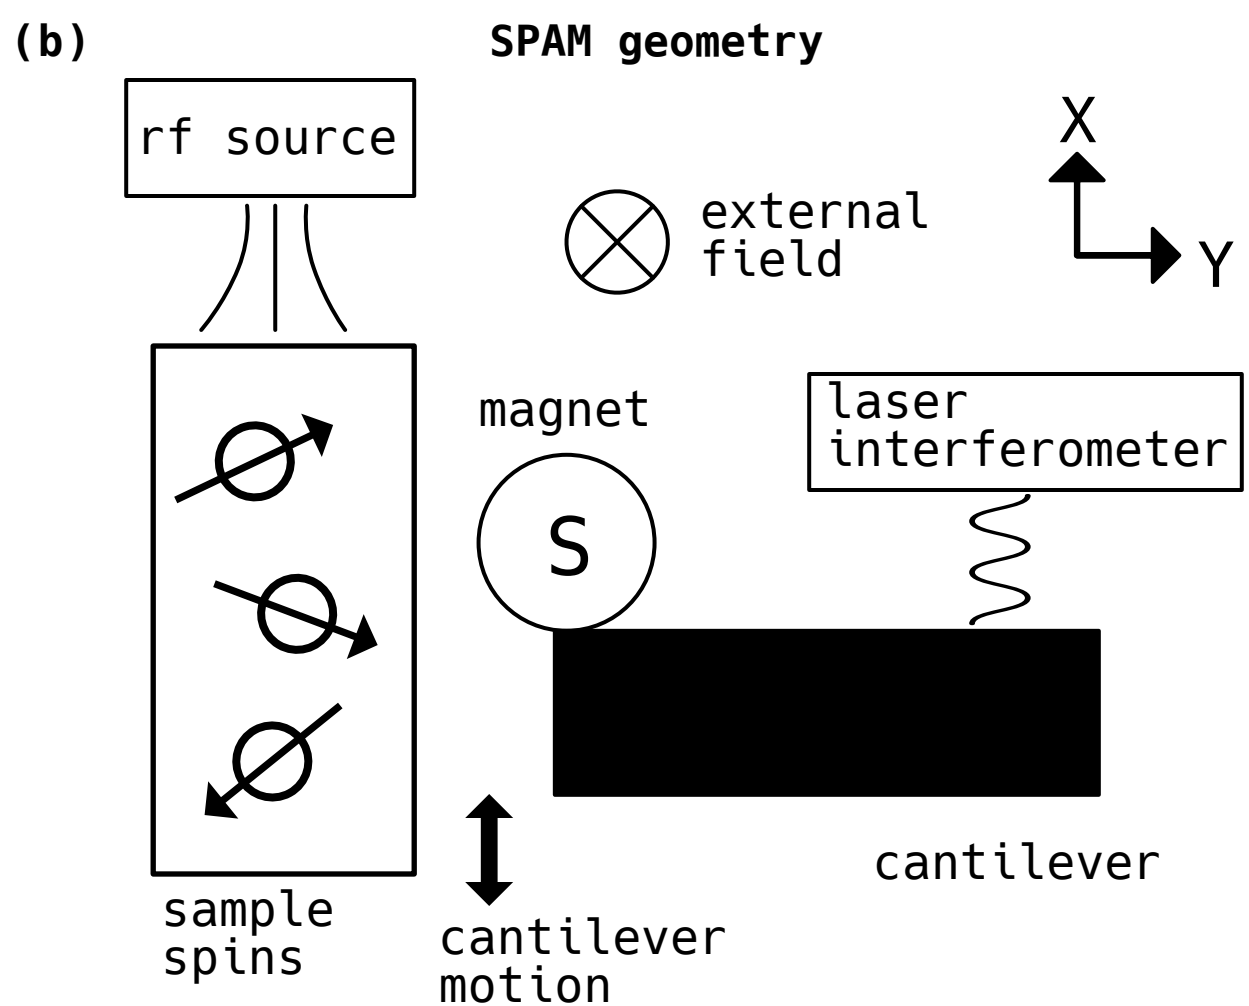 (b)
SPAM geometry
rf source
X
external
field
Y
magnet
laser
interferometer
S
cantilever
sample
spins
cantilever
motion